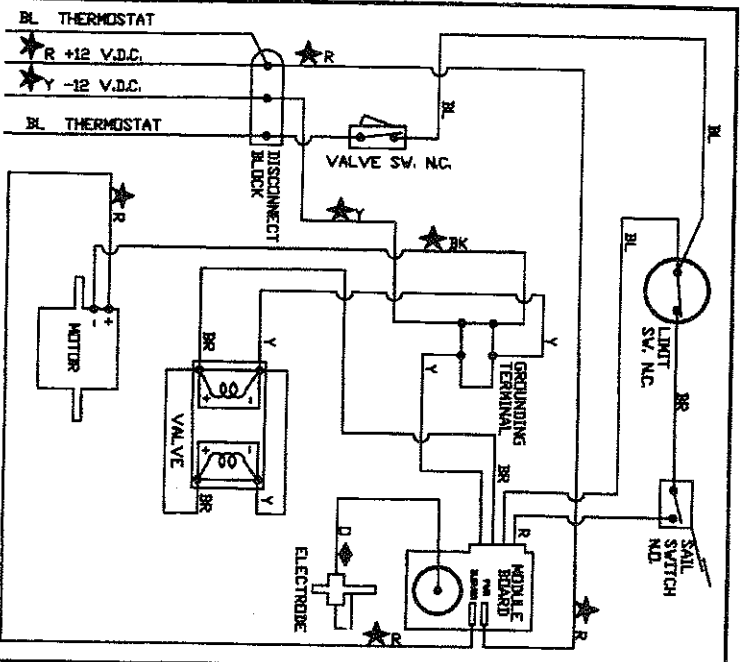 BL THERMOSTAT
R +12 V.D.C.
R
Y -12 V.D.C.
BL THERMOSTAT
BL
BL
VALVE SW. N.C.
DISCONNECT
BLOCK
R
Y
BK
BL
LIMIT
SW. N.C.
MOTOR
+
-
BR
Y
Y
Y
GROUNDING
TERMINAL
BR
+
-
VALVE
+
-
BR
Y
BR
R
SAIL
SWITCH
N.O.
D
ELECTRODE
MODULE
BOARD
PWR
R
R